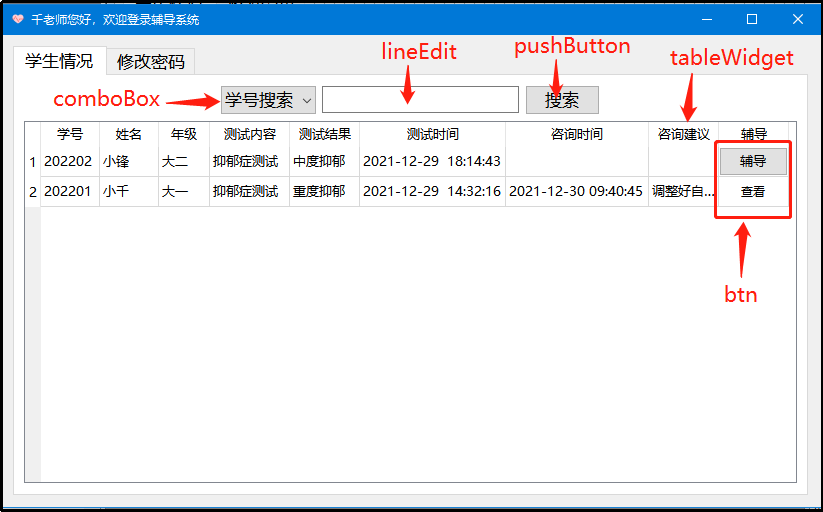 千老师您好，欢迎登录辅导系统
学生情况 修改密码
lineEdit
pushButton
tableWidget
comboBox
学号搜索 搜索
学号 姓名 年级 测试内容 测试结果 测试时间 咨询时间 咨询建议 辅导
1 202202 小锋 大二 抑郁症测试 中度抑郁 2021-12-29 18:14:43 辅导
2 202201 小千 大一 抑郁症测试 重度抑郁 2021-12-29 14:32:16 2021-12-30 09:40:45 调整好自... 查看
btn